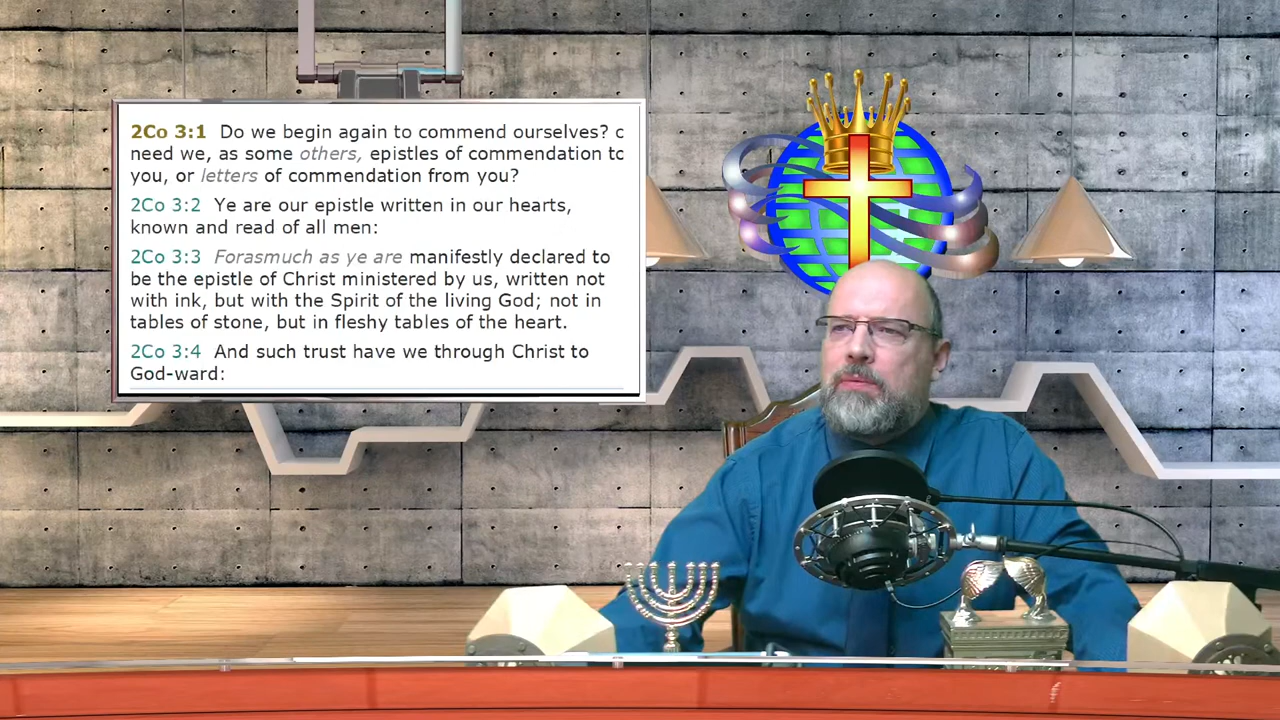 2Co 3:1 Do we begin again to commend ourselves?
need we, as some others, epistles of commendation
you, or letters of commendation from you?
2Co 3:2 Ye are our epistle written in our hearts,
known and read of all men:
2Co 3:3 Forasmuch as ye are manifestly declared to
be the epistle of Christ ministered by us, written not
with ink, but with the Spirit of the living God; not in
tables of stone, but in fleshy tables of the heart.
2Co 3:4 And such trust have we through Christ to
God-ward: